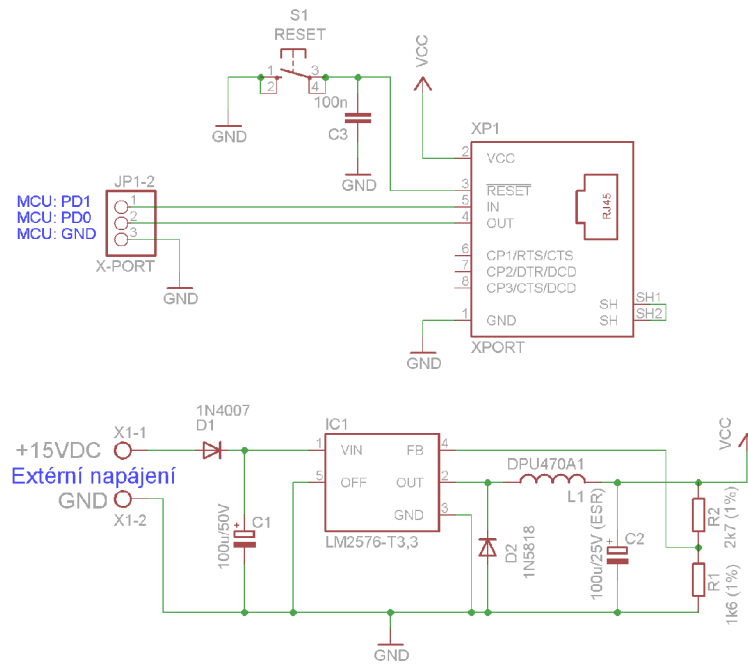 S1
RESET
1
3
2
4
GND
100n
C3
GND
VCC
XP1
2
VCC
3
RESET
5
IN
4
OUT
RJ45
6
CP1/RTS/CTS
7
CP2/DTR/DCD
8
CP3/CTS/DCD
SH
SH1
SH
SH2
1
GND
XPORT
GND
JP1-2
MCU: PD1
1
MCU: PD0
2
MCU: GND
3
X-PORT
GND
1N4007
D1
+15VDC
X1-1
Extérní napájení
GND
X1-2
100u/50V
+
C1
IC1
1
VIN
FB
4
5
OFF
OUT
2
GND
3
LM2576-T3,3
DPU470A1
L1
D2
1N5818
100u/25V (ESR)
+
C2
VCC
R2
2k7 (1%)
R1
1k6 (1%)
GND